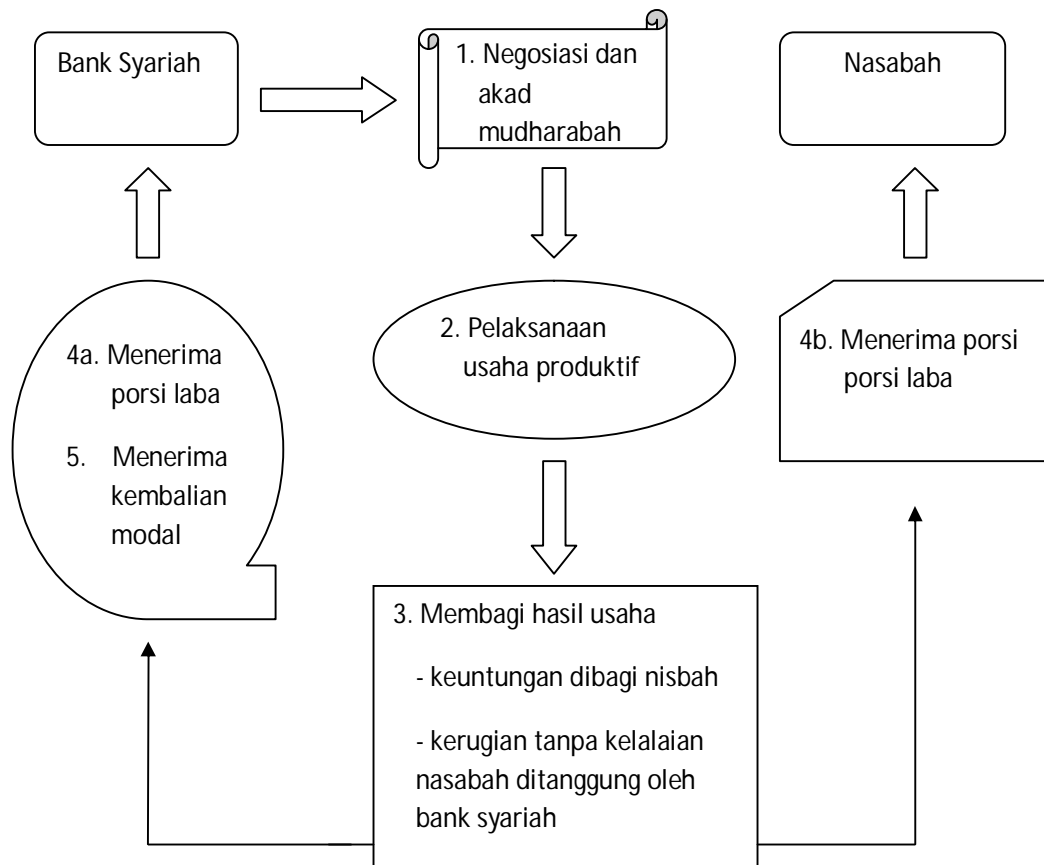 Bank Syariah
1. Negosiasi dan
akad
mudharabah
Nasabah
4a. Menerima
porsi laba
5. Menerima
kembalian
modal
2. Pelaksanaan
usaha produktif
4b. Menerima porsi
porsi laba
3. Membagi hasil usaha
- keuntungan dibagi nisbah
- kerugian tanpa kelalaian
nasabah ditanggung oleh
bank syariah